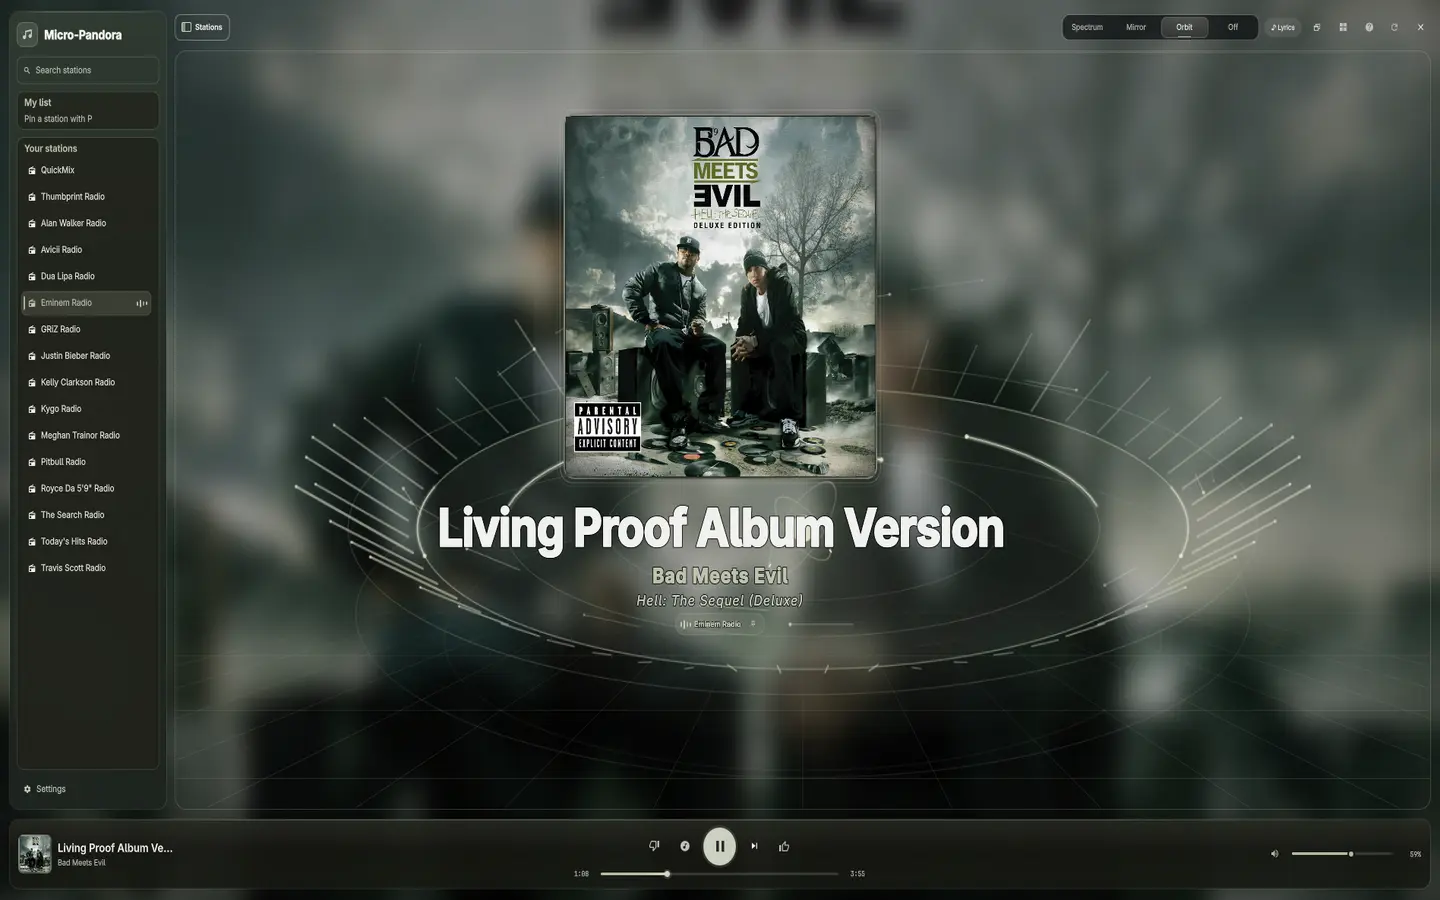 Micro-Pandora
Search stations
My list
Pin a station with P
Your stations
QuickMix
Thumbprint Radio
Alan Walker Radio
Avicii Radio
Dua Lipa Radio
Eminem Radio
GRiZ Radio
Justin Bieber Radio
Kelly Clarkson Radio
Kygo Radio
Meghan Trainor Radio
Pitbull Radio
Royce Da 5'9" Radio
The Search Radio
Today's Hits Radio
Travis Scott Radio
Settings
Stations
Spectrum
Mirror
Orbit
Off
Lyrics
BAD
MEETS
EVIL
HELL: THE SEQUEL
DELUXE EDITION
PARENTAL
ADVISORY
EXPLICIT CONTENT
Living Proof Album Version
Bad Meets Evil
Hell: The Sequel (Deluxe)
Eminem Radio
Living Proof Album Ve...
Bad Meets Evil
1:08
3:55
59%